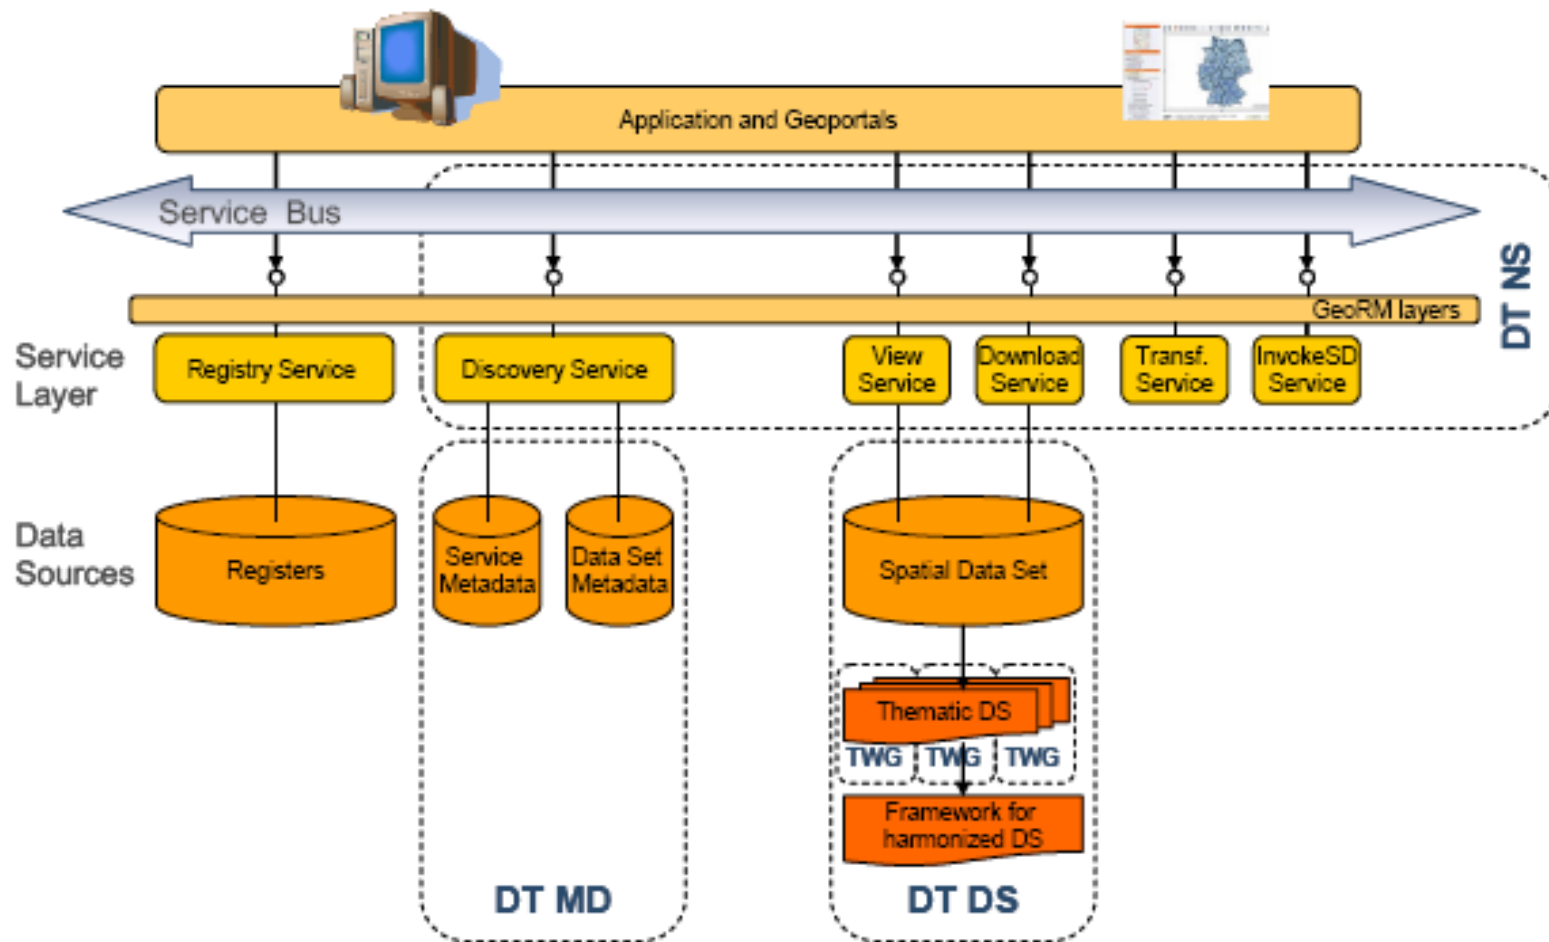 Application and Geoportals
Service Bus
DT NS
GeoRM layers
Service
Layer
Registry Service
Discovery Service
View
Service
Download
Service
Transf.
Service
InvokeSD
Service
Data
Sources
Registers
Service
Metadata
Data Set
Metadata
Spatial Data Set
Thematic DS
TWG
TWG
TWG
Framework for
harmonized DS
DT MD
DT DS